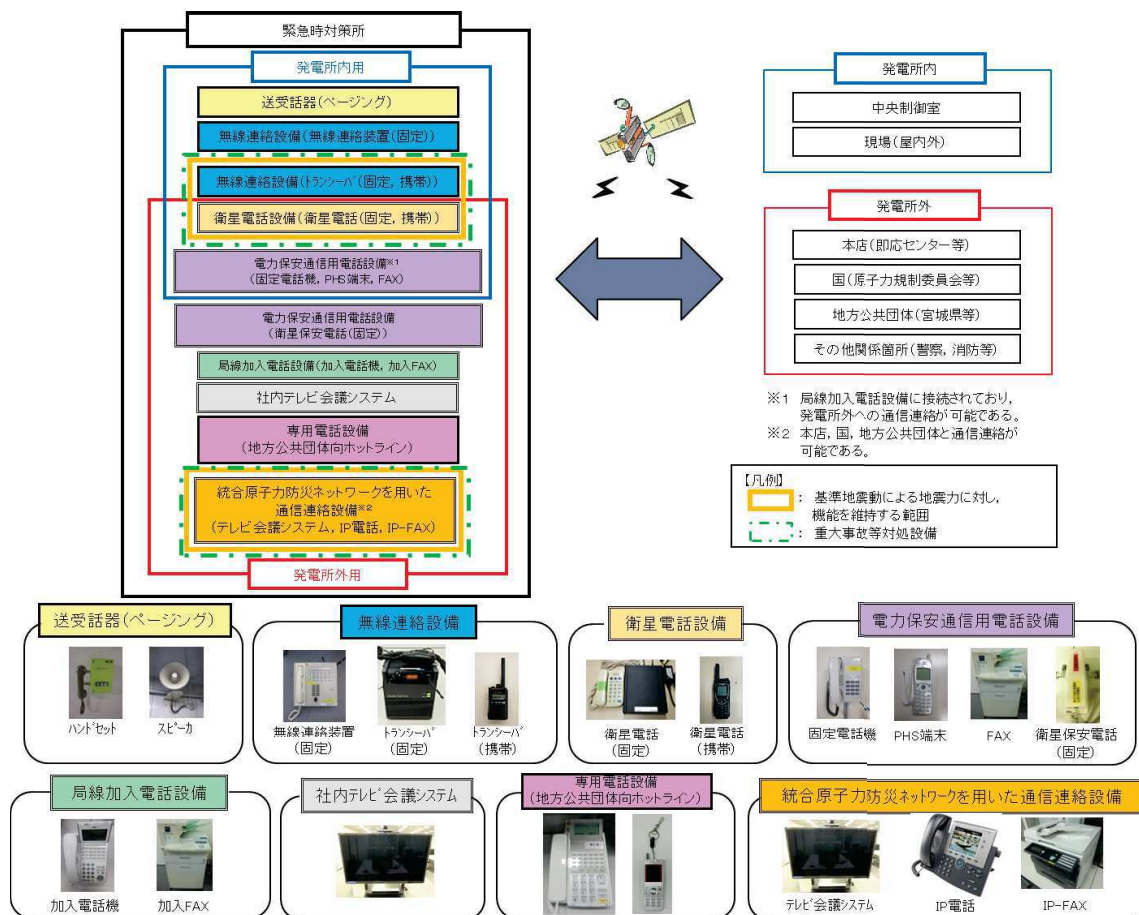 緊急時対策所
発電所内用
送受話器(ページング)
無線連絡設備(無線連絡装置(固定))
無線連絡設備(トランシーバ(固定, 携帯))
衛星電話設備(衛星電話(固定, 携帯))
電力保安通信用電話設備※1
(固定電話機, PHS端末, FAX)
電力保安通信用電話設備
(衛星保安電話(固定))
局線加入電話設備(加入電話機, 加入FAX)
社内テレビ会議システム
専用電話設備
(地方公共団体向ホットライン)
統合原子力防災ネットワークを用いた
通信連絡設備※2
(テレビ会議システム, IP電話, IP-FAX)
発電所外用
発電所内
中央制御室
現場(屋内外)
発電所外
本店(即応センター等)
国(原子力規制委員会等)
地方公共団体(宮城県等)
その他関係箇所(警察, 消防等)
※1 局線加入電話設備に接続されており,
発電所外への通信連絡が可能である。
※2 本店, 国, 地方公共団体と通信連絡が
可能である。
【凡例】
: 基準地震動による地震力に対し,
機能を維持する範囲
: 重大事故等対処設備
送受話器(ページング)
ハンドセット
スピーカ
無線連絡設備
無線連絡装置
(固定)
トランシーバ
(固定)
トランシーバ
(携帯)
衛星電話設備
衛星電話
(固定)
衛星電話
(携帯)
電力保安通信用電話設備
固定電話機
PHS端末
FAX
衛星保安電話
(固定)
局線加入電話設備
加入電話機
加入FAX
社内テレビ会議システム
専用電話設備
(地方公共団体向ホットライン)
統合原子力防災ネットワークを用いた通信連絡設備
テレビ会議システム
IP電話
IP-FAX